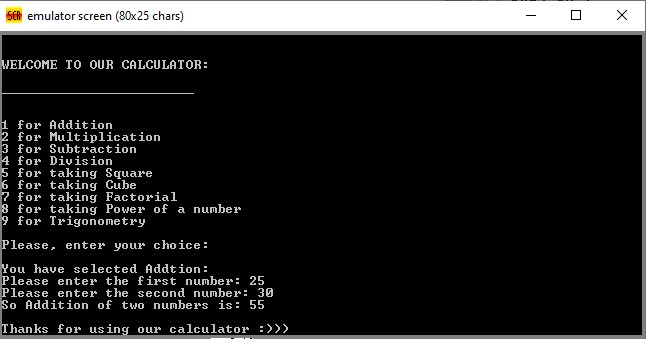 emulator screen (80x25 chars)
WELCOME TO OUR CALCULATOR:
1 for Addition
2 for Multiplication
3 for Subtraction
4 for Division
5 for taking Square
6 for taking Cube
7 for taking Factorial
8 for taking Power of a number
9 for Trigonometry
Please, enter your choice:
You have selected Addtion:
Please enter the first number: 25
Please enter the second number: 30
So Addition of two numbers is: 55
Thanks for using our calculator :)))